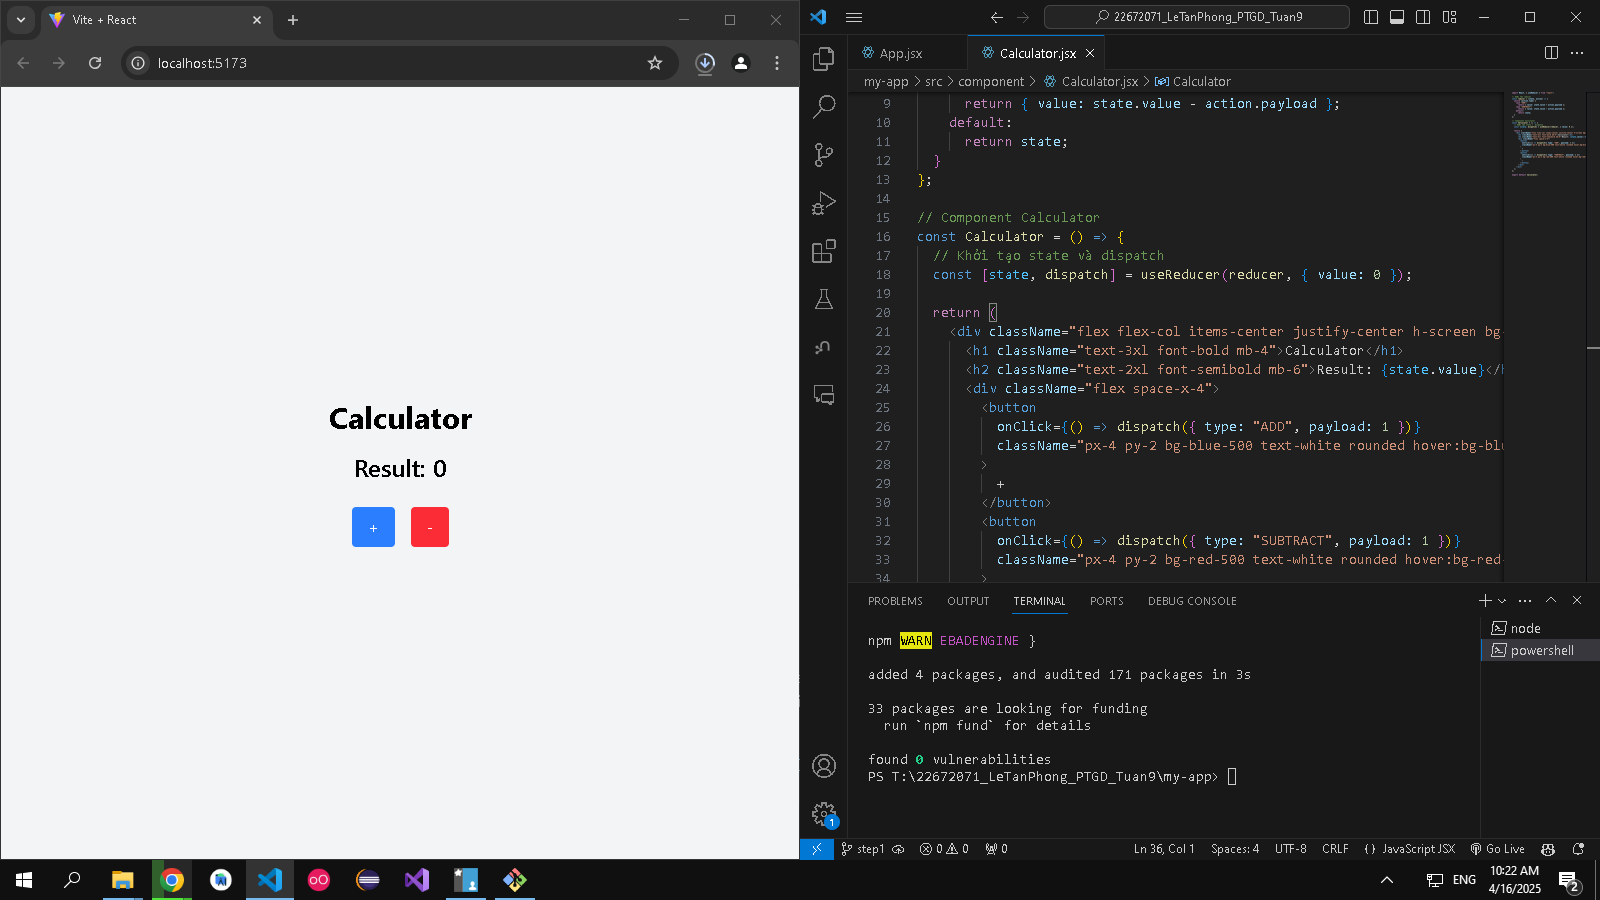 Vite + React
localhost:5173
Calculator
Result: 0
+
-
22672071_LeTanPhong_PTGD_Tuan9
App.jsx
Calculator.jsx
my-app > src > component > Calculator.jsx > Calculator
9 return { value: state.value - action.payload };
10 default:
11 return state;
12 }
13 };
14
15 // Component Calculator
16 const Calculator = () => {
17 // Khởi tạo state và dispatch
18 const [state, dispatch] = useReducer(reducer, { value: 0 });
19
20 return (
21 <div className="flex flex-col items-center justify-center h-screen bg-
22 <h1 className="text-3xl font-bold mb-4">Calculator</h1>
23 <h2 className="text-2xl font-semibold mb-6">Result: {state.value}</h
24 <div className="flex space-x-4">
25 <button
26 onClick={() => dispatch({ type: "ADD", payload: 1 })}
27 className="px-4 py-2 bg-blue-500 text-white rounded hover:bg-blu
28 >
29 +
30 </button>
31 <button
32 onClick={() => dispatch({ type: "SUBTRACT", payload: 1 })}
33 className="px-4 py-2 bg-red-500 text-white rounded hover:bg-red-
34 >
PROBLEMS OUTPUT TERMINAL PORTS DEBUG CONSOLE
npm WARN EBADENGINE }
added 4 packages, and audited 171 packages in 3s
33 packages are looking for funding
run `npm fund` for details
found 0 vulnerabilities
PS T:\22672071_LeTanPhong_PTGD_Tuan9\my-app>
node
powershell
1
step1 0 0 0 Ln 36, Col 1 Spaces: 4 UTF-8 CRLF {} JavaScript JSX Go Live
ENG
10:22 AM
4/16/2025
2